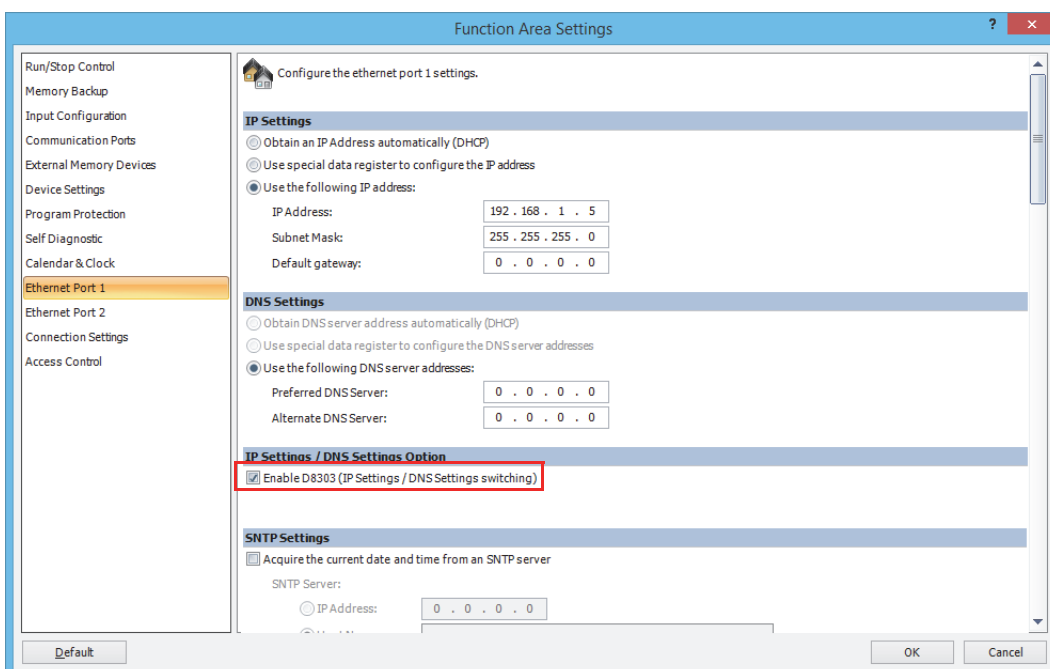 Function Area Settings
?
×
Run/Stop Control
Memory Backup
Input Configuration
Communication Ports
External Memory Devices
Device Settings
Program Protection
Self Diagnostic
Calendar & Clock
Ethernet Port 1
Ethernet Port 2
Connection Settings
Access Control
Configure the ethernet port 1 settings.
IP Settings
Obtain an IP Address automatically (DHCP)
Use special data register to configure the IP address
Use the following IP address:
IP Address: 192 . 168 . 1 . 5
Subnet Mask: 255 . 255 . 255 . 0
Default gateway: 0 . 0 . 0 . 0
DNS Settings
Obtain DNS server address automatically (DHCP)
Use special data register to configure the DNS server addresses
Use the following DNS server addresses:
Preferred DNS Server: 0 . 0 . 0 . 0
Alternate DNS Server: 0 . 0 . 0 . 0
IP Settings / DNS Settings Option
Enable D8303 (IP Settings / DNS Settings switching)
SNTP Settings
Acquire the current date and time from an SNTP server
SNTP Server:
IP Address: 0 . 0 . 0 . 0
Default
OK
Cancel